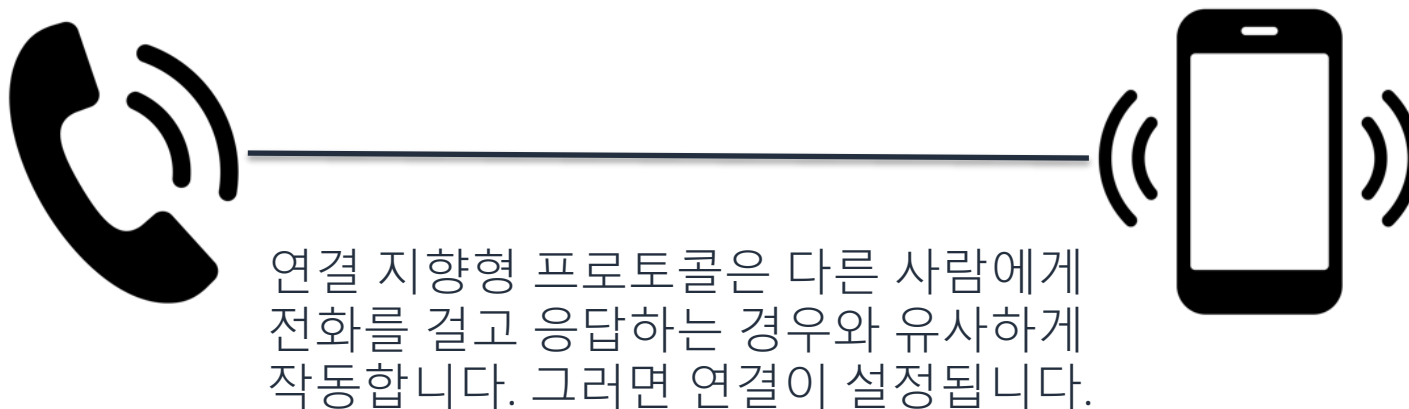 연결 지향형 프로토콜은 다른 사람에게
전화를 걸고 응답하는 경우와 유사하게
작동합니다. 그러면 연결이 설정됩니다.